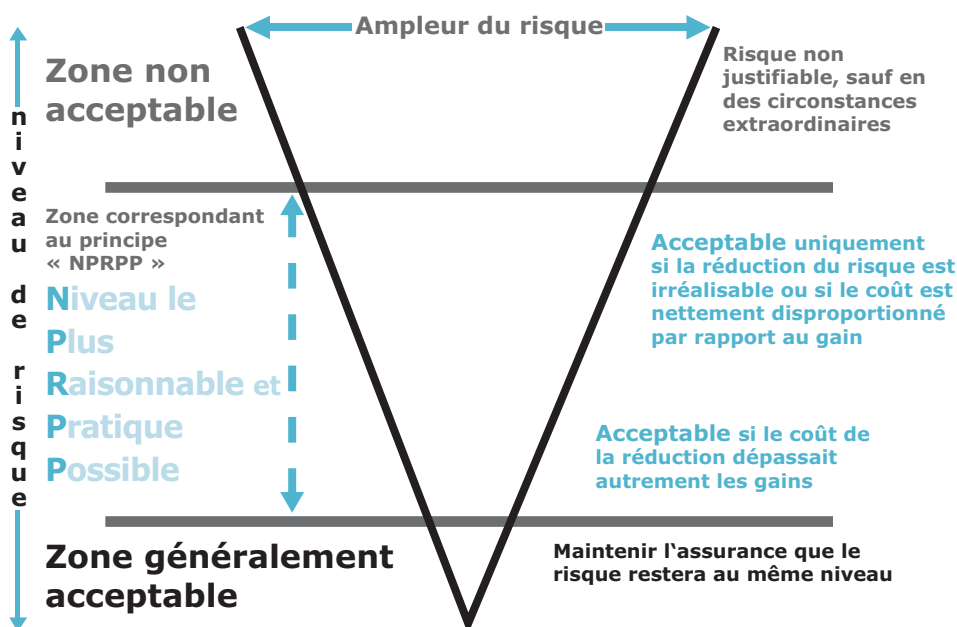 Ampleur du risque
niveau de risque
Zone non
acceptable
Risque non
justifiable, sauf en
des circonstances
extraordinaires
Zone correspondant
au principe
« NPRPP »
Niveau le
Plus
Raisonnable et
Pratique
Possible
Acceptable uniquement
si la réduction du risque est
irréalisable ou si le coût est
nettement disproportionné
par rapport au gain
Acceptable si le coût de
la réduction dépassait
autrement les gains
Zone généralement
acceptable
Maintenir l‘assurance que le
risque restera au même niveau